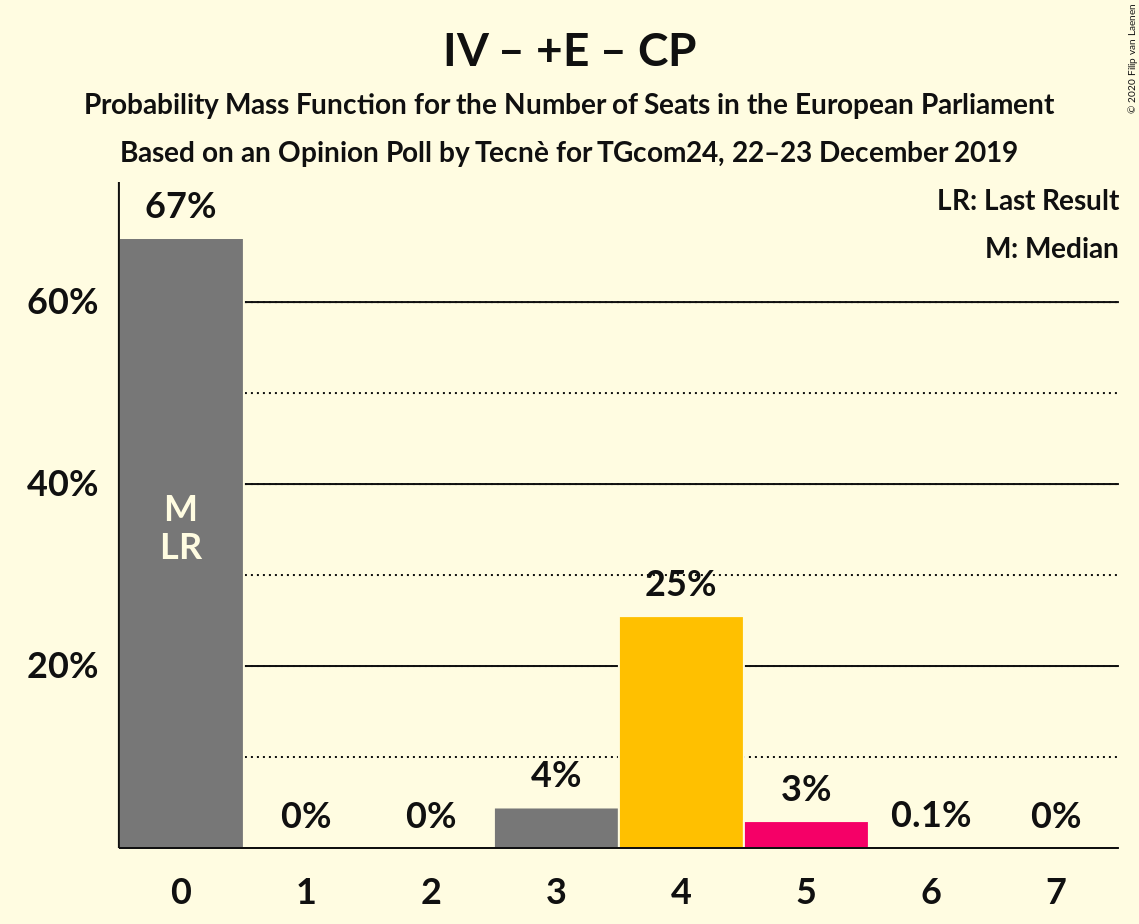 IV – +E – CP
Probability Mass Function for the Number of Seats in the European Parliament
Based on an Opinion Poll by Tecnè for TGcom24, 22–23 December 2019
© 2020 Filip van Laenen
LR: Last Result
M: Median
67%
60%
40%
20%
M
LR
0%
0%
4%
25%
3%
0.1%
0%
0 1 2 3 4 5 6 7